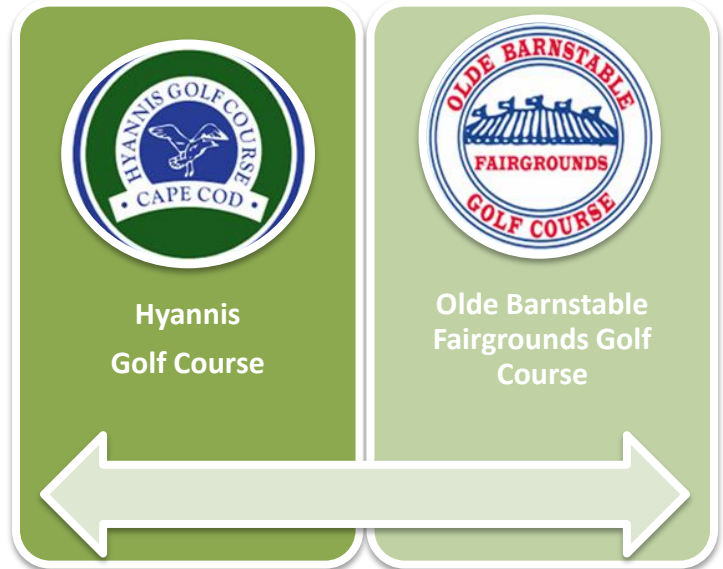 HYANNIS GOLF COURSE
• CAPE COD •
Hyannis
Golf Course
OLDE BARNSTABLE
FAIRGROUNDS
GOLF COURSE
Olde Barnstable
Fairgrounds Golf
Course